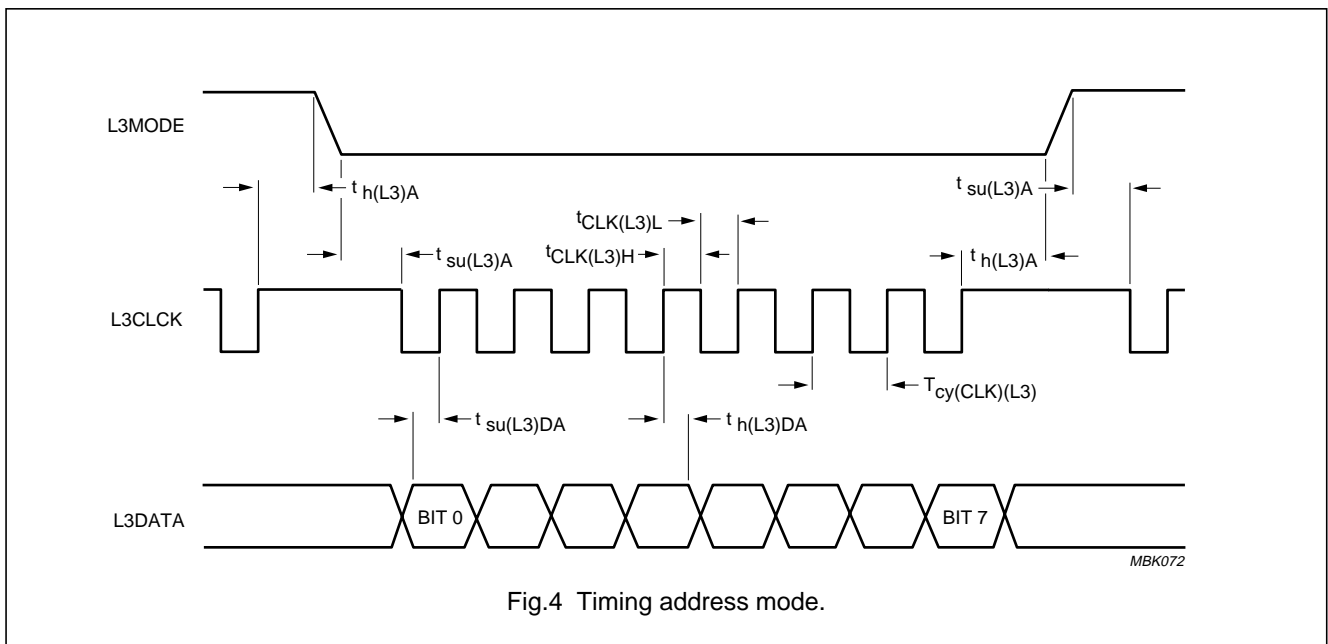 L3MODE
t h(L3)A
t su(L3)A
tCLK(L3)L
tCLK(L3)H
t su(L3)A
t h(L3)A
L3CLCK
Tcy(CLK)(L3)
t su(L3)DA
t h(L3)DA
L3DATA
BIT 0
BIT 7
MBK072
Fig.4 Timing address mode.